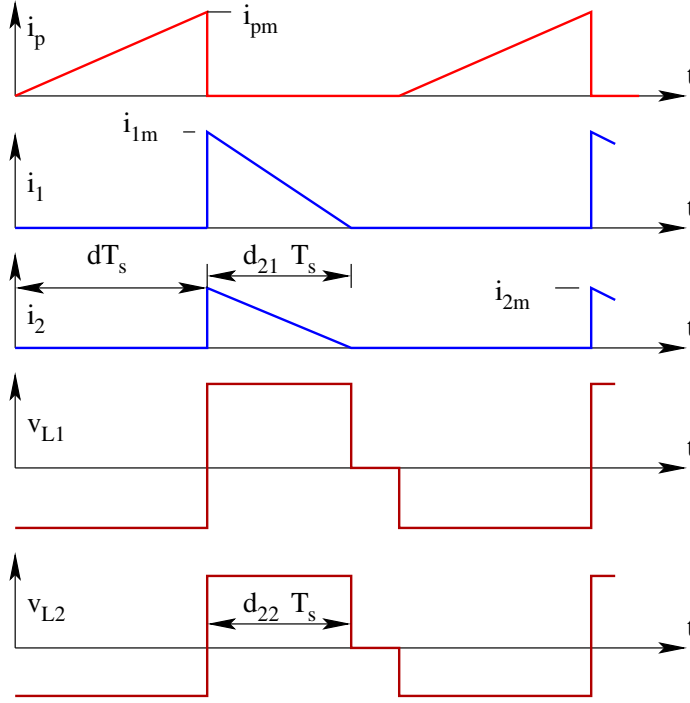 i_p
i_pm
t
i_1m
i_1
t
dT_s
d_21 T_s
i_2m
i_2
t
v_L1
t
v_L2
d_22 T_s
t